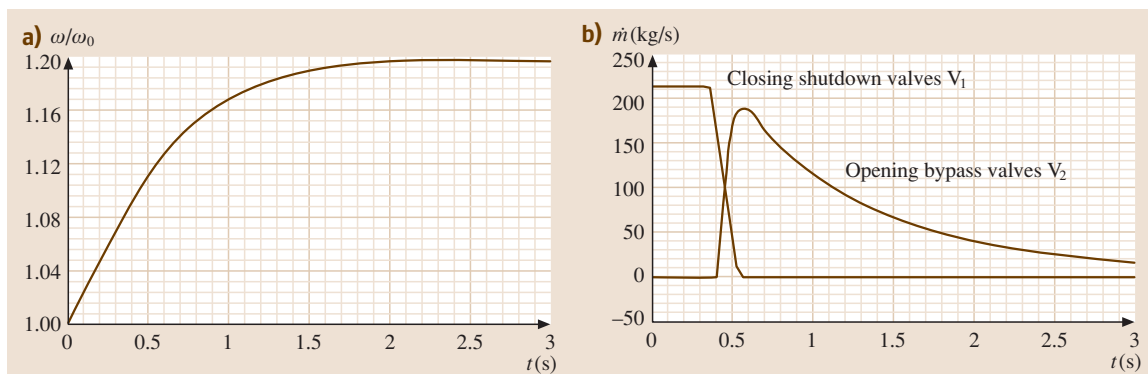 a) ω/ω₀
1.20
1.16
1.12
1.08
1.04
1.00
0 0.5 1 1.5 2 2.5 3
t(s)
b) ṁ(kg/s)
250
200
150
100
50
0
–50
Closing shutdown valves V₁
Opening bypass valves V₂
0 0.5 1 1.5 2 2.5 3
t(s)